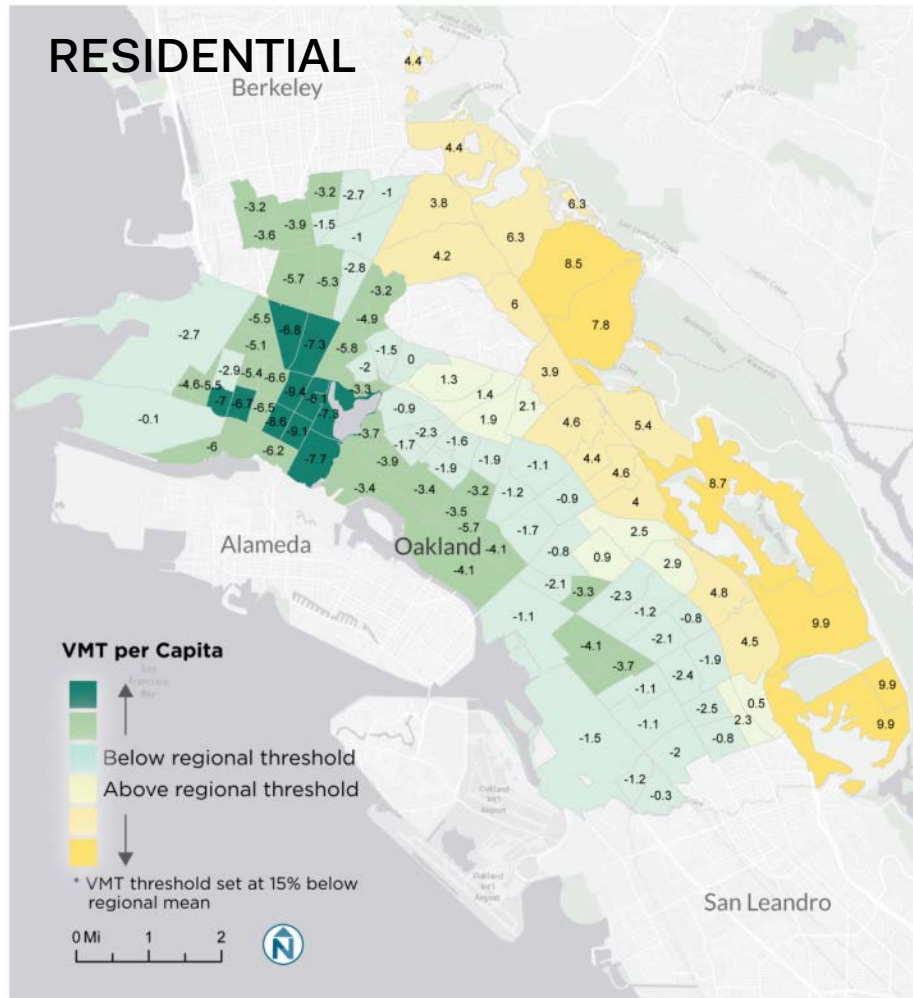 RESIDENTIAL
Berkeley
4.4
4.4
-3.2 -2.7 -1
-3.2 3.8 6.3
-3.9 -1.5
-3.6 -1 6.3
4.2 8.5
-2.8
-5.7 -5.3
-3.2 6
-5.5 -4.9 7.8
-6.8
-2.7 -5.1 -7.3 -5.8 -1.5
0
-2 3.9
-2.9 -5.4 -6.6 1.3
-4.6 -5.5 -9.4 -3.3 1.4
-7 -6.7 -8.1 2.1
-6.5 -7.3 -0.9 1.9 4.6 5.4
-0.1 -8.6
-9.1 -3.7 -2.3 -1.6
-6 -6.2 -1.7 4.4
-7.7 -3.9 -1.9 -1.9 -1.1 4.6
-3.4 -3.4 -3.2 -1.2 -0.9 4 8.7
-3.5
-5.7 -1.7 2.5
Alameda Oakland -4.1 -0.8 0.9
-4.1 2.9
-2.1 -3.3 -2.3 4.8
-1.1 -1.2 -0.8 9.9
-2.1 4.5
-4.1
-3.7 -1.9
-2.4
-1.1 9.9
-2.5 0.5
-1.1 2.3 9.9
-1.5 -0.8
-2
-1.2
-0.3
VMT per Capita
San
Francisco
Bay
Below regional threshold
Above regional threshold
* VMT threshold set at 15% below
regional mean
0 Mi 1 2
N
Oakland
Int'l
Airport
Oakland
Int'l
Airport
San Leandro